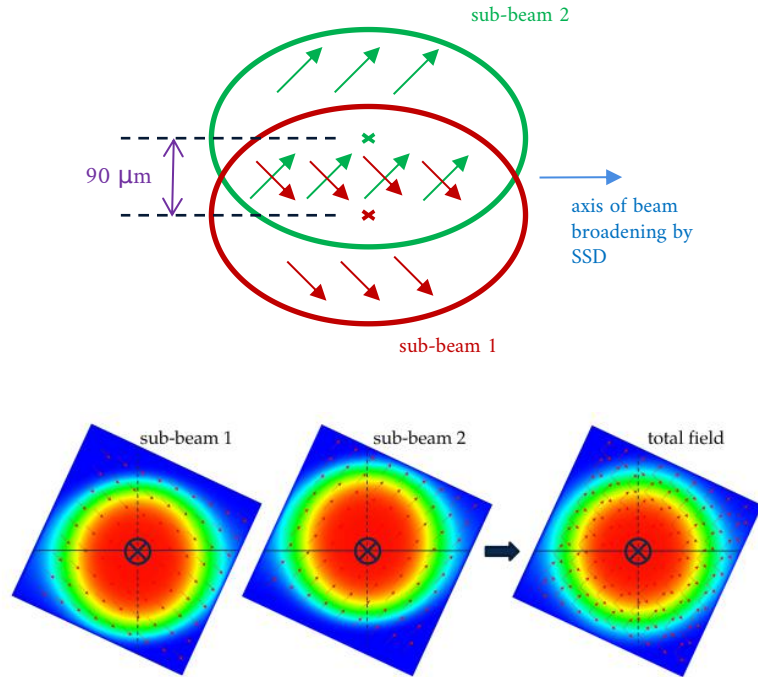 sub-beam 2
90 μm
axis of beam
broadening by
SSD
sub-beam 1
sub-beam 1
sub-beam 2
total field